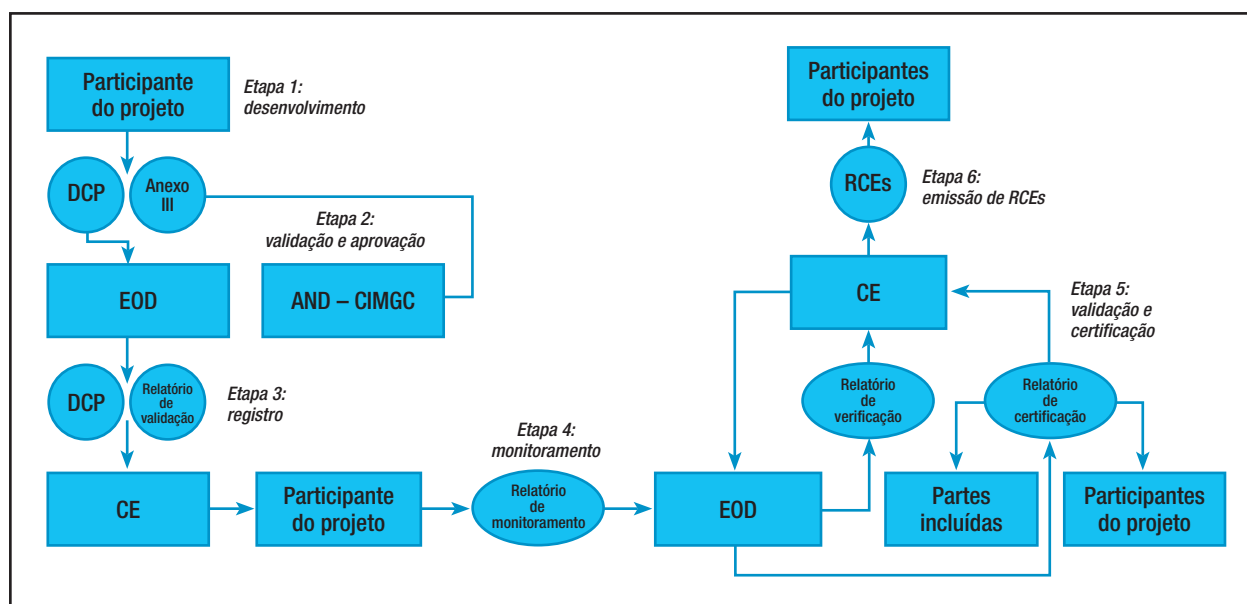 Participante
do projeto
Etapa 1:
desenvolvimento
DCP
Anexo
III
Etapa 2:
validação e aprovação
EOD
AND – CIMGC
DCP
Relatório
de
validação
Etapa 3:
registro
CE
Participante
do projeto
Etapa 4:
monitoramento
Relatório
de
monitoramento
EOD
Relatório
de
verificação
Relatório
de
certificação
Partes
incluídas
Participantes
do projeto
Etapa 5:
validação e
certificação
CE
RCEs
Etapa 6:
emissão de RCEs
Participantes
do projeto